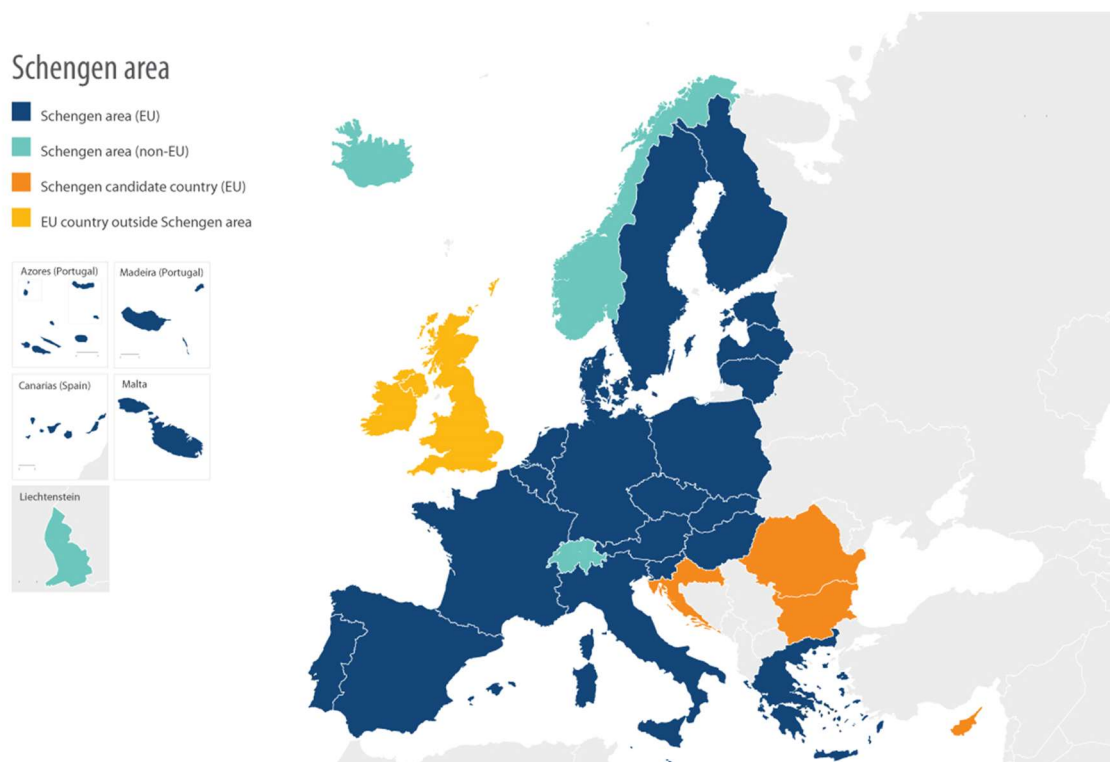 Schengen area
Schengen area (EU)
Schengen area (non-EU)
Schengen candidate country (EU)
EU country outside Schengen area
Azores (Portugal)
Madeira (Portugal)
Canarias (Spain)
Malta
Liechtenstein